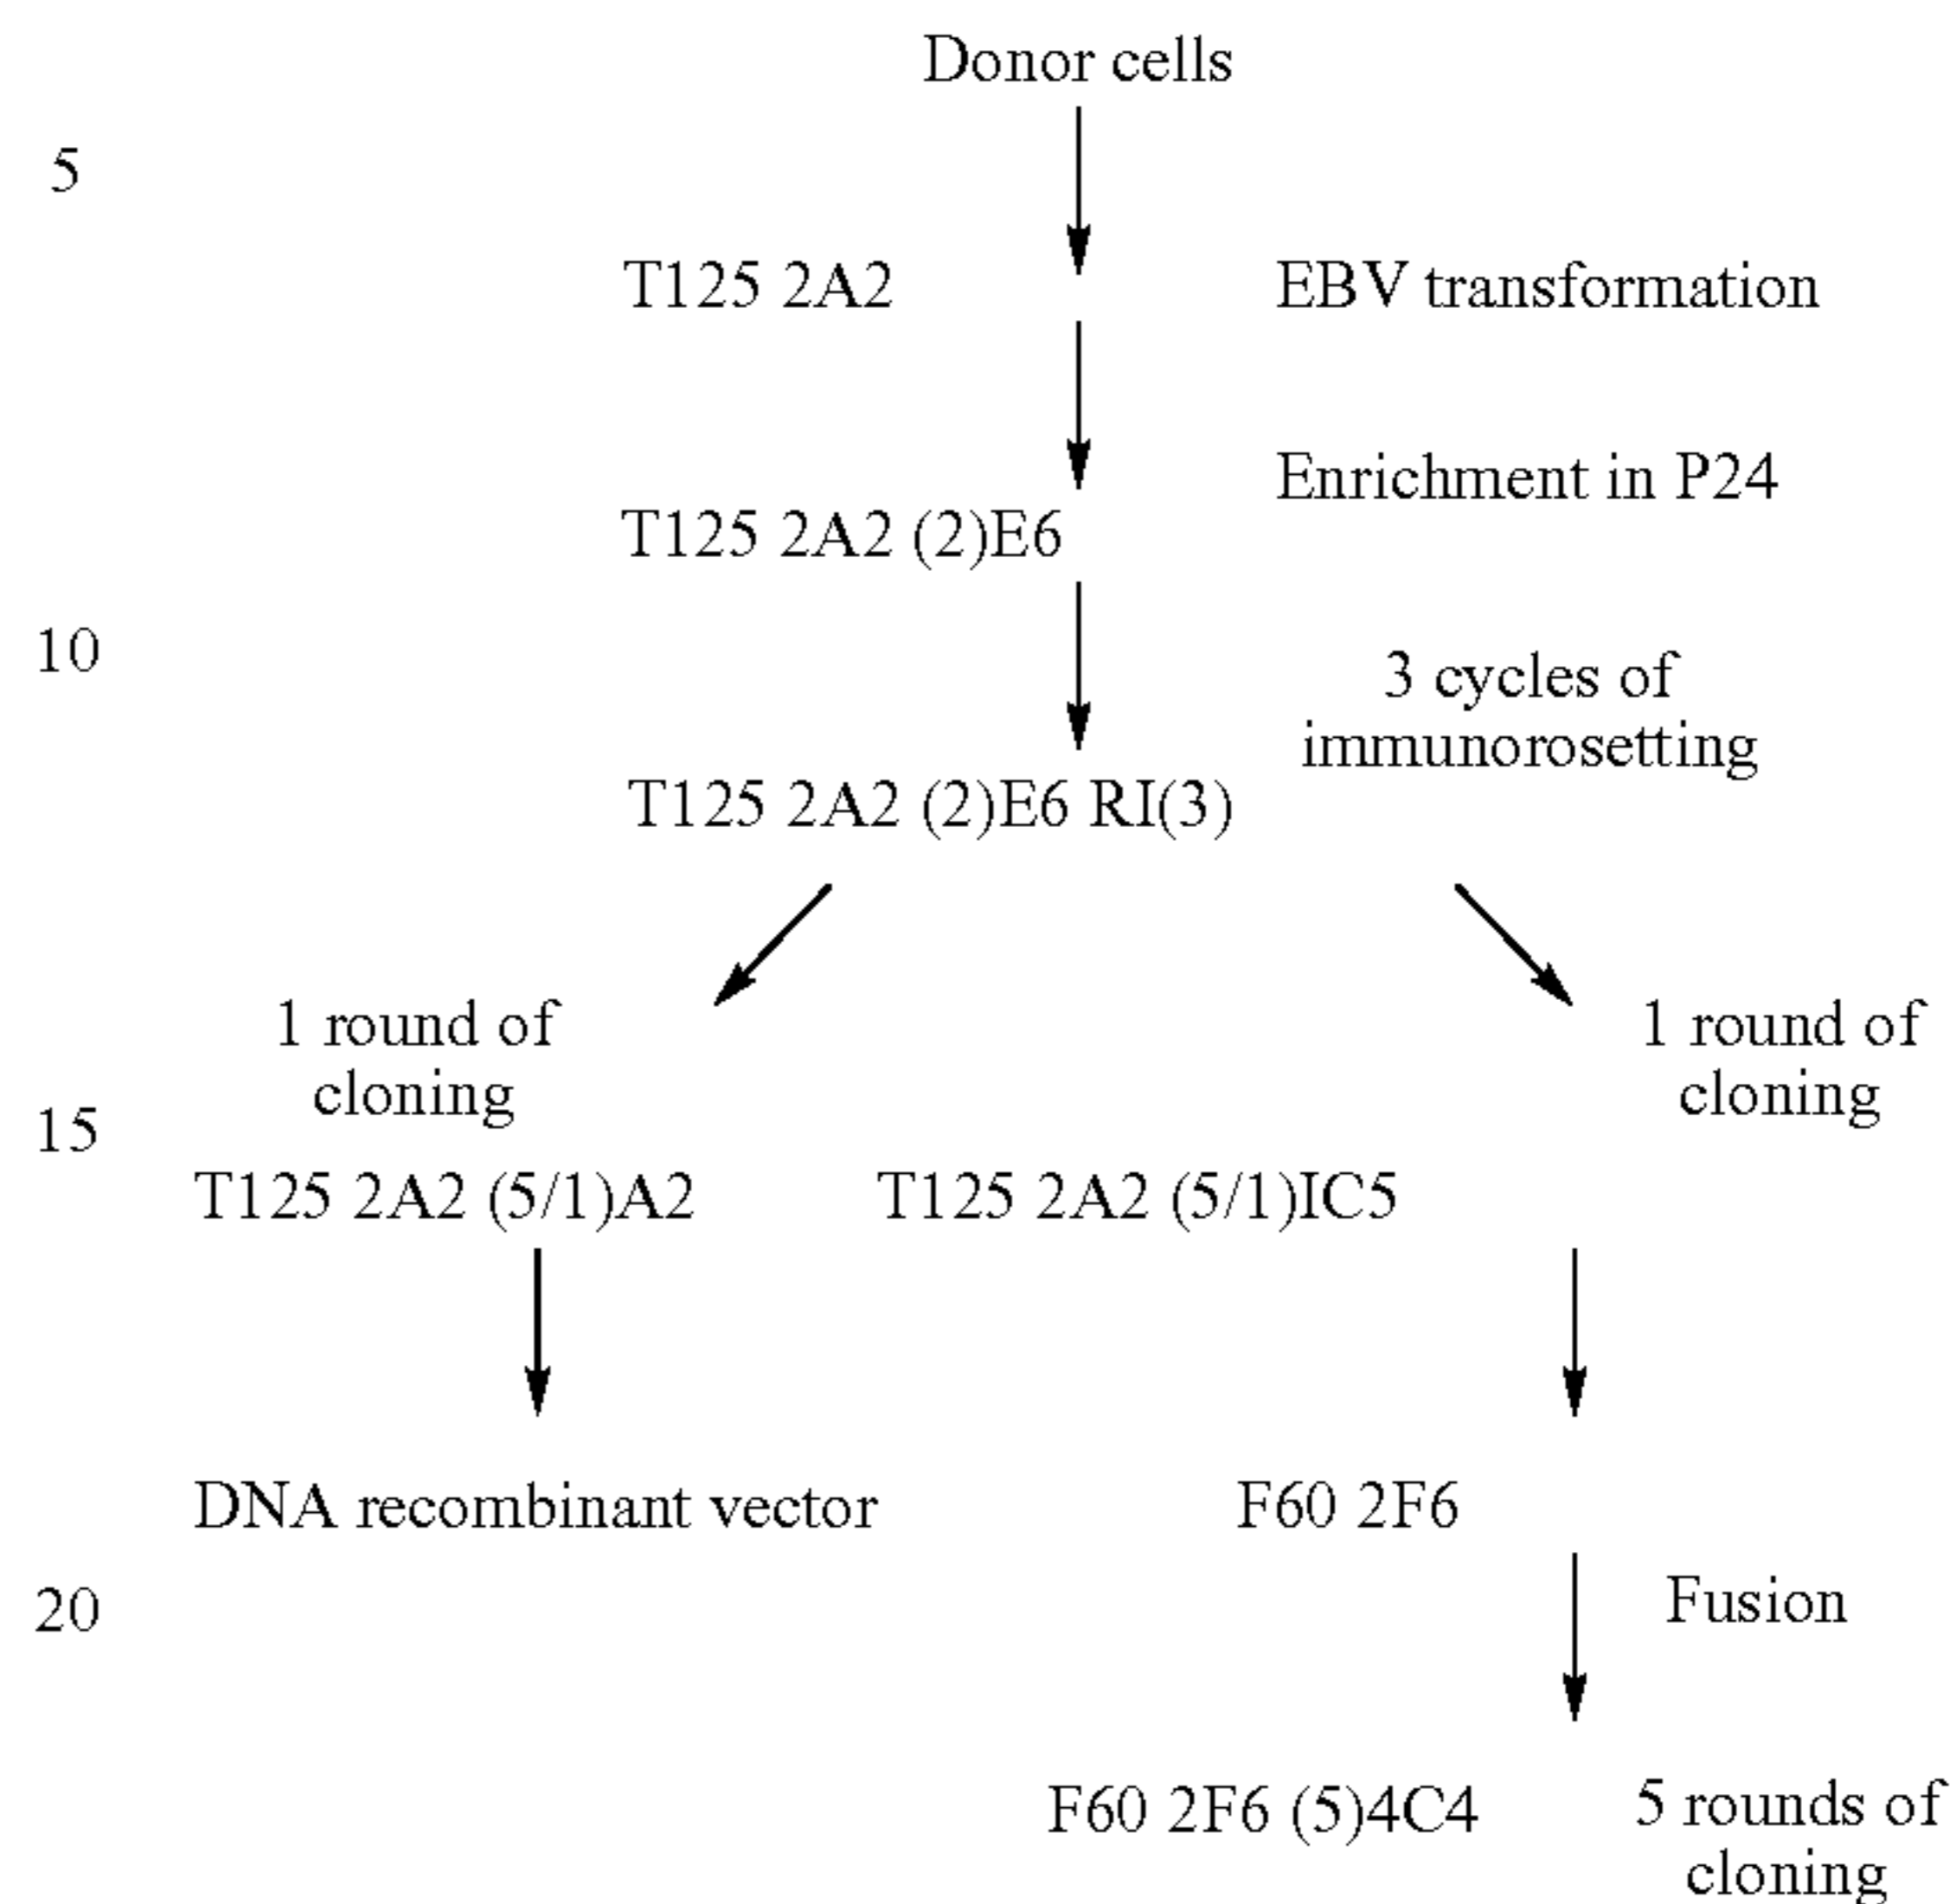 Donor cells
5
T125 2A2 EBV transformation
Enrichment in P24
T125 2A2 (2)E6
10
3 cycles of
immunorosetting
T125 2A2 (2)E6 RI(3)
1 round of
cloning
1 round of
cloning
15
T125 2A2 (5/1)A2 T125 2A2 (5/1)IC5
DNA recombinant vector F60 2F6
20
Fusion
F60 2F6 (5)4C4
5 rounds of
cloning